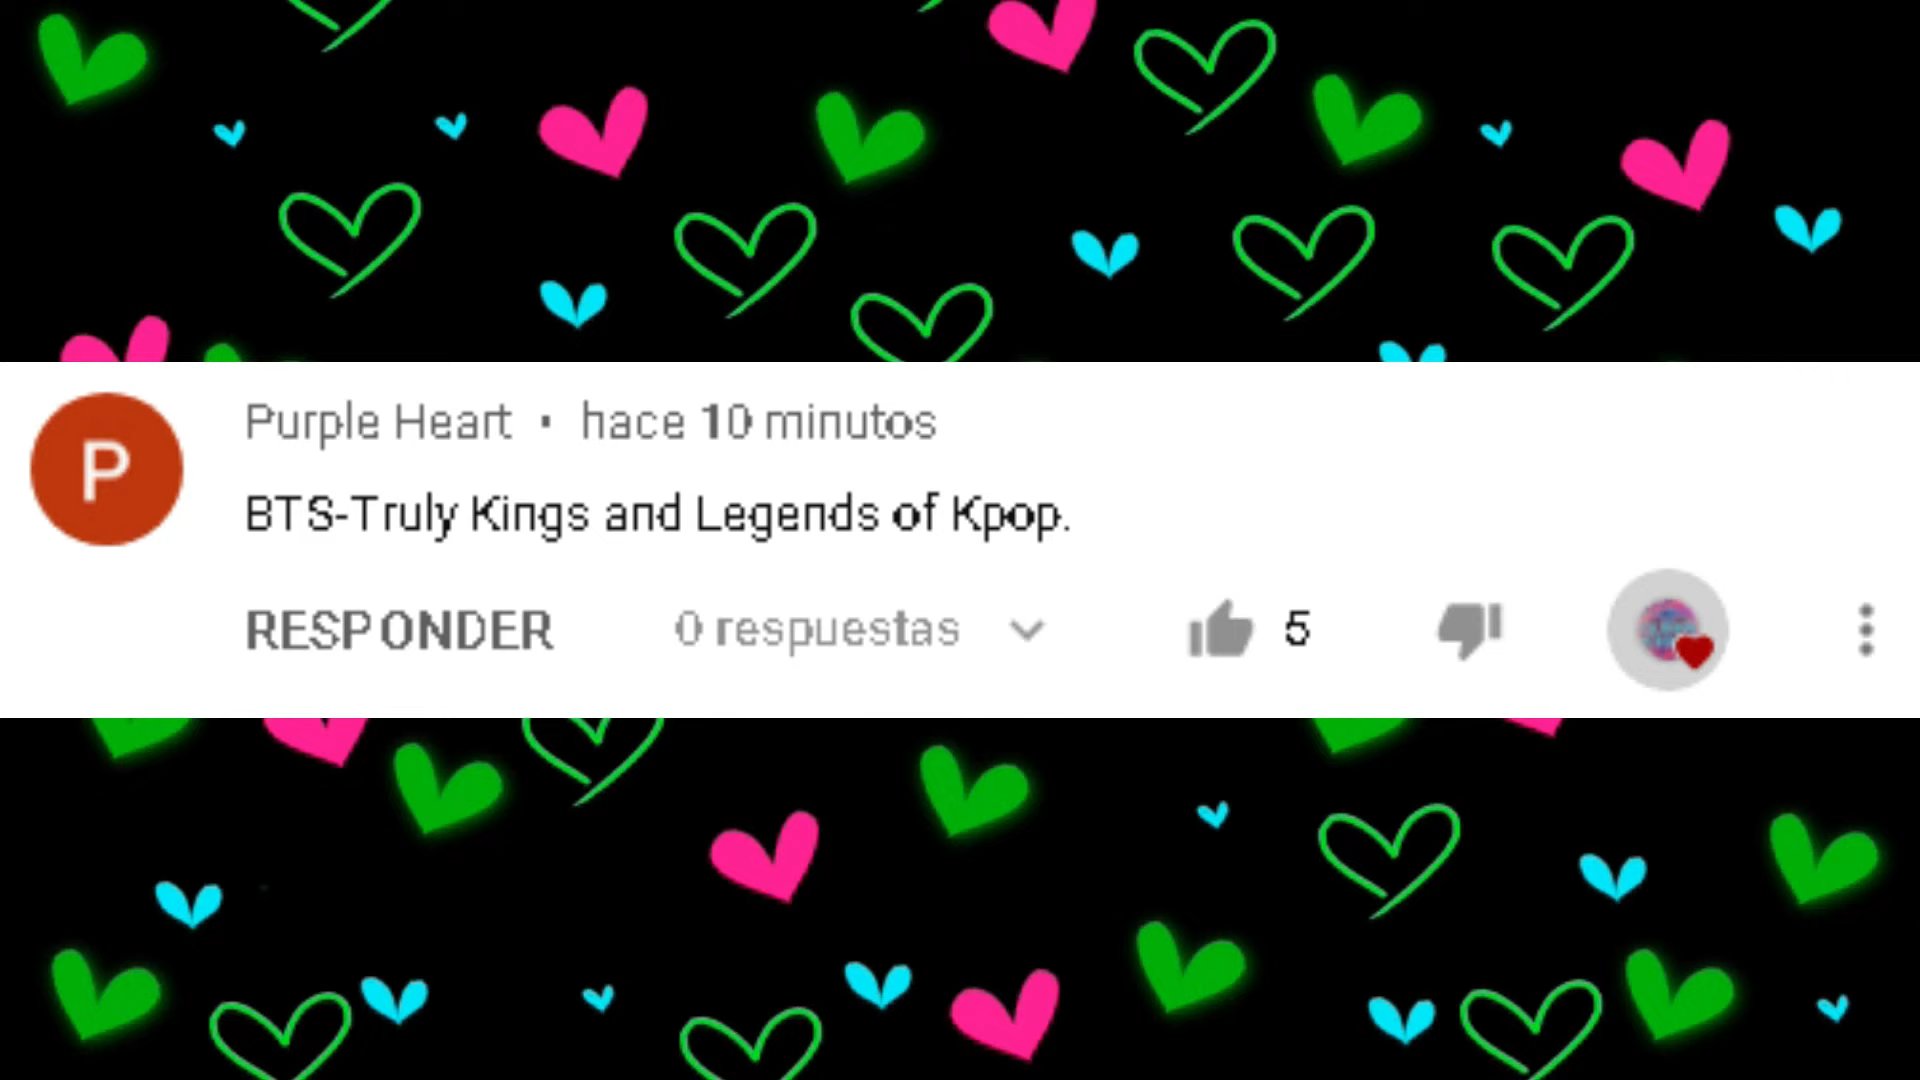 P
Purple Heart • hace 10 minutos
BTS-Truly Kings and Legends of Kpop.
RESPONDER 0 respuestas 5